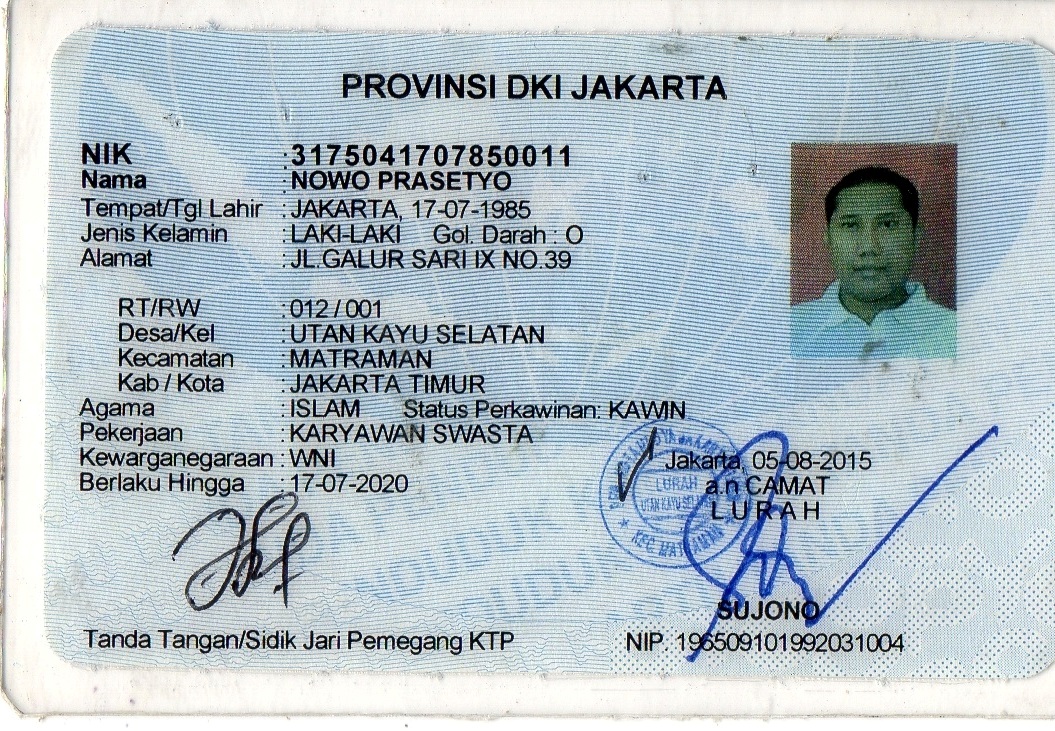 PROVINSI DKI JAKARTA
NIK : 3175041707850011
Nama : NOWO PRASETYO
Tempat/Tgl Lahir : JAKARTA, 17-07-1985
Jenis Kelamin : LAKI-LAKI Gol. Darah : O
Alamat : JL.GALUR SARI IX NO.39
RT/RW : 012 / 001
Desa/Kel : UTAN KAYU SELATAN
Kecamatan : MATRAMAN
Kab / Kota : JAKARTA TIMUR
Agama : ISLAM Status Perkawinan: KAWIN
Pekerjaan : KARYAWAN SWASTA
Kewarganegaraan : WNI
Berlaku Hingga : 17-07-2020
Jakarta, 05-08-2015
a.n CAMAT
LURAH
LURAH
UTAN KAYU
KEC. MATRAMAN
SUJONO
Tanda Tangan/Sidik Jari Pemegang KTP
NIP 196509101992031004